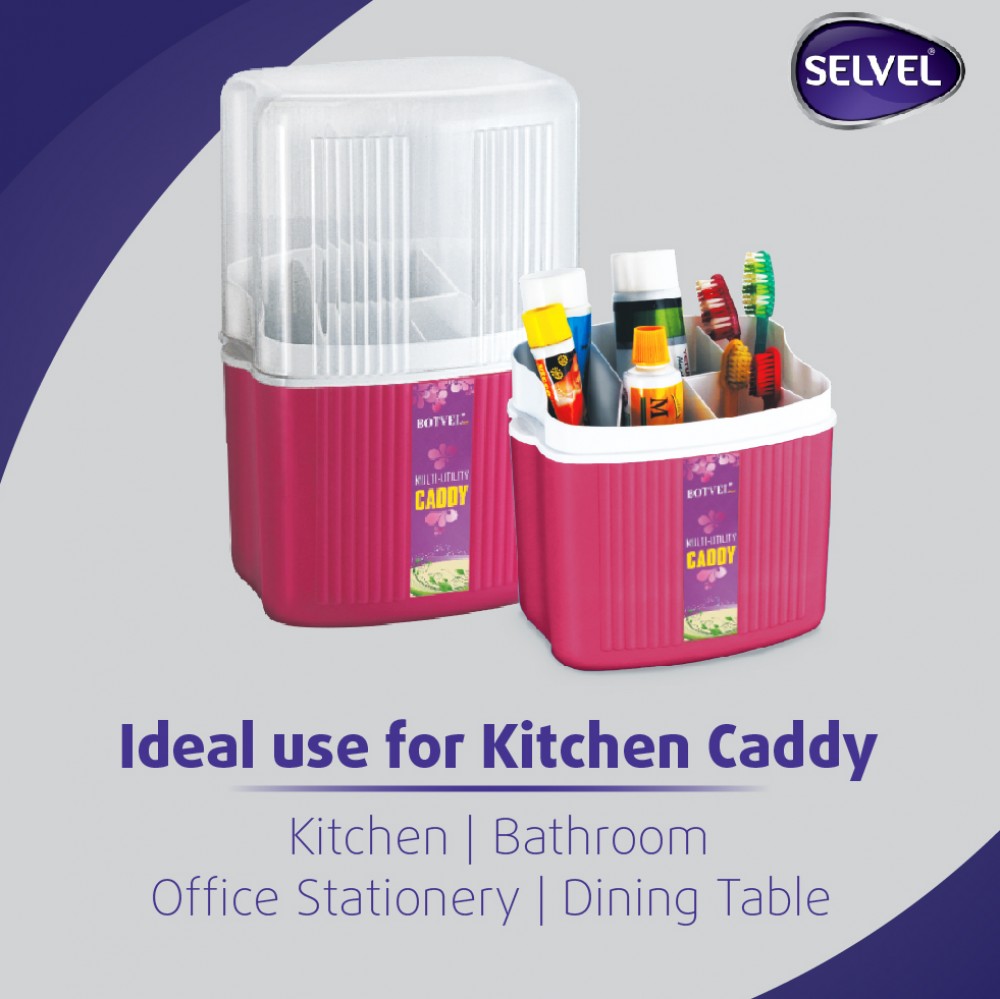 SELVEL®
BOTVEL®
MULTI-UTILITY
CADDY
BOTVEL®
MULTI-UTILITY
CADDY
M
Ideal use for Kitchen Caddy
Kitchen | Bathroom
Office Stationery | Dining Table